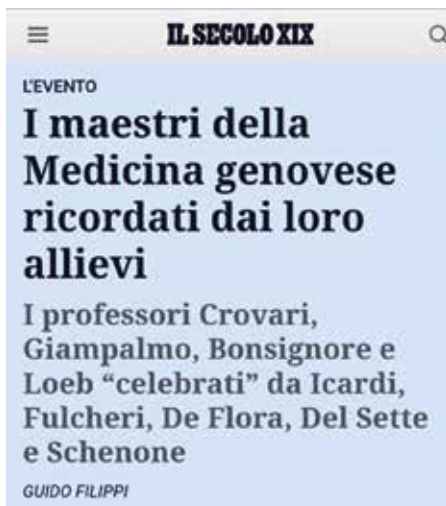 IL SECOLO XIX
L'EVENTO
I maestri della
Medicina genovese
ricordati dai loro
allievi
I professori Crovari,
Giampalmo, Bonsignore e
Loeb “celebrati” da Icardi,
Fulcheri, De Flora, Del Sette
e Schenone
GUIDO FILIPPI